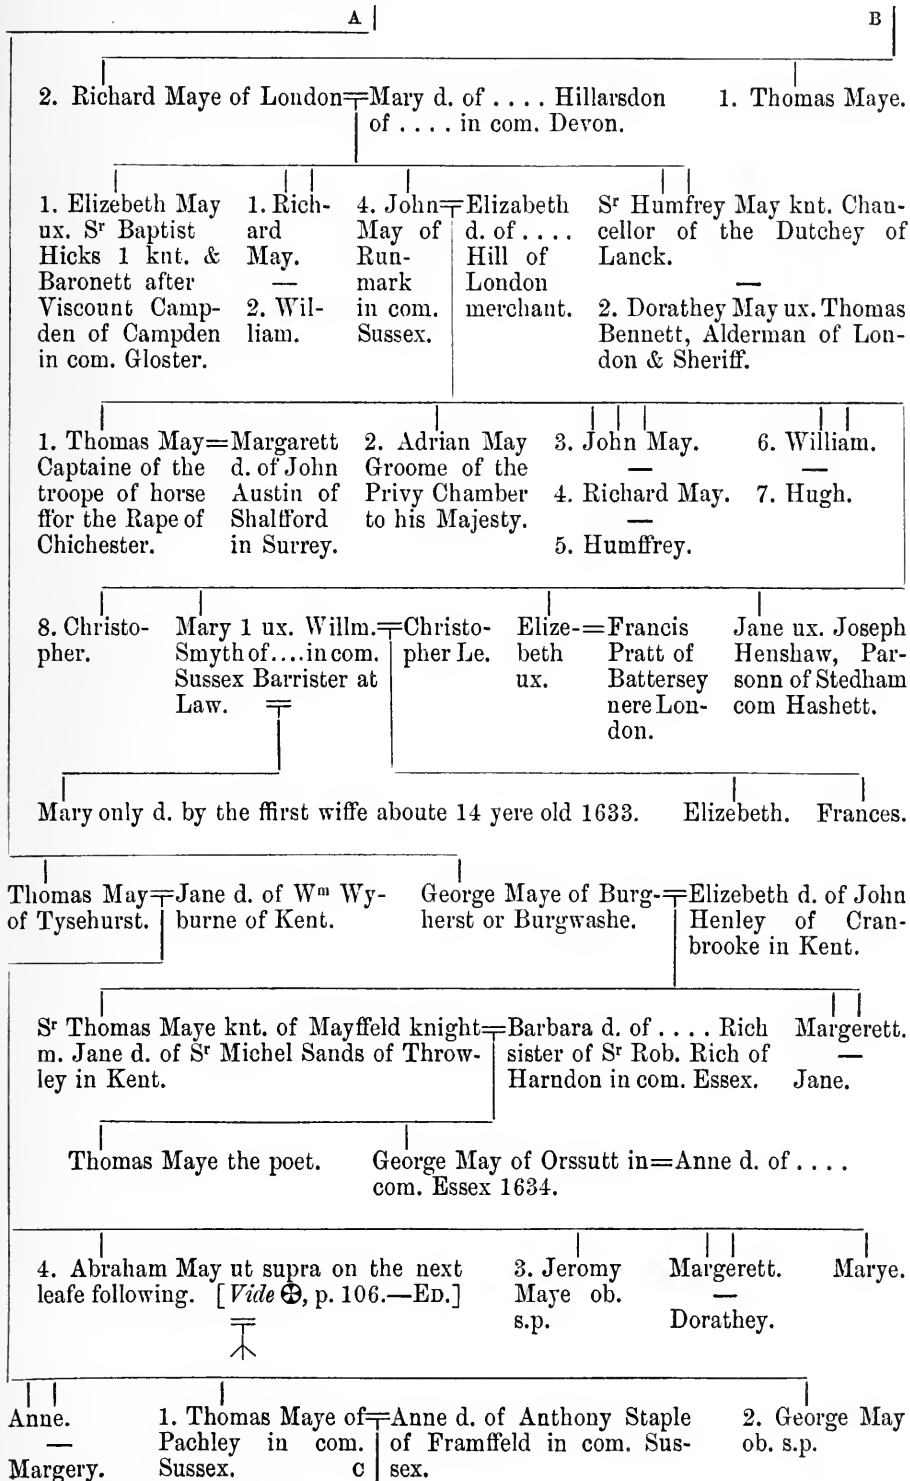 A B
2. Richard Maye of London=Mary d. of .... Hillarsdon
of .... in com. Devon.
1. Thomas Maye.
1. Elizebeth May
ux. Sr Baptist
Hicks 1 knt. &
Baronett after
Viscount Camp-
den of Campden
in com. Gloster.
1. Rich-
ard
May.
—
2. Wil-
liam.
4. John=Elizabeth
May of
Run-
mark
in com.
Sussex.
d. of ....
Hill of
London
merchant.
Sr Humfrey May knt. Chan-
cellor of the Dutchey of
Lanck.
—
2. Dorathey May ux. Thomas
Bennett, Alderman of Lon-
don & Sheriff.
1. Thomas May=Margarett
Captaine of the
troope of horse
ffor the Rape of
Chichester.
d. of John
Austin of
Shalfford
in Surrey.
2. Adrian May
Groome of the
Privy Chamber
to his Majesty.
3. John May.
—
4. Richard May.
—
5. Humffrey.
6. William.
—
7. Hugh.
8. Christo-
pher.
Mary 1 ux. Willm.=Christo-
Smyth of .... in com.
Sussex Barrister at
Law.
pher Le.
Elize-=Francis
beth
ux.
Pratt of
Battersey
nere Lon-
don.
Jane ux. Joseph
Henshaw, Par-
sonn of Stedham
com Hashett.
Mary only d. by the ffirst wiffe aboute 14 yere old 1633.
Elizebeth. Frances.
Thomas May=Jane d. of Wm Wy-
of Tysehurst. burne of Kent.
George Maye of Burg-=Elizebeth d. of John
herst or Burgwashe.
Henley of Cran-
brooke in Kent.
Sr Thomas Maye knt. of Mayffeld knight=Barbara d. of .... Rich
m. Jane d. of Sr Michel Sands of Throw-
ley in Kent.
sister of Sr Rob. Rich of
Harndon in com. Essex.
Margerett.
—
Jane.
Thomas Maye the poet.
George May of Orssutt in=Anne d. of ....
com. Essex 1634.
4. Abraham May ut supra on the next
leafe following. [Vide ✠, p. 106.—ED.]
3. Jeromy
Maye ob.
s.p.
Margerett.
—
Dorathey.
Marye.
Anne.
—
Margery.
1. Thomas Maye of=Anne d. of Anthony Staple
Pachley in com.
Sussex. C
of Framffeld in com. Sus-
sex.
2. George May
ob. s.p.